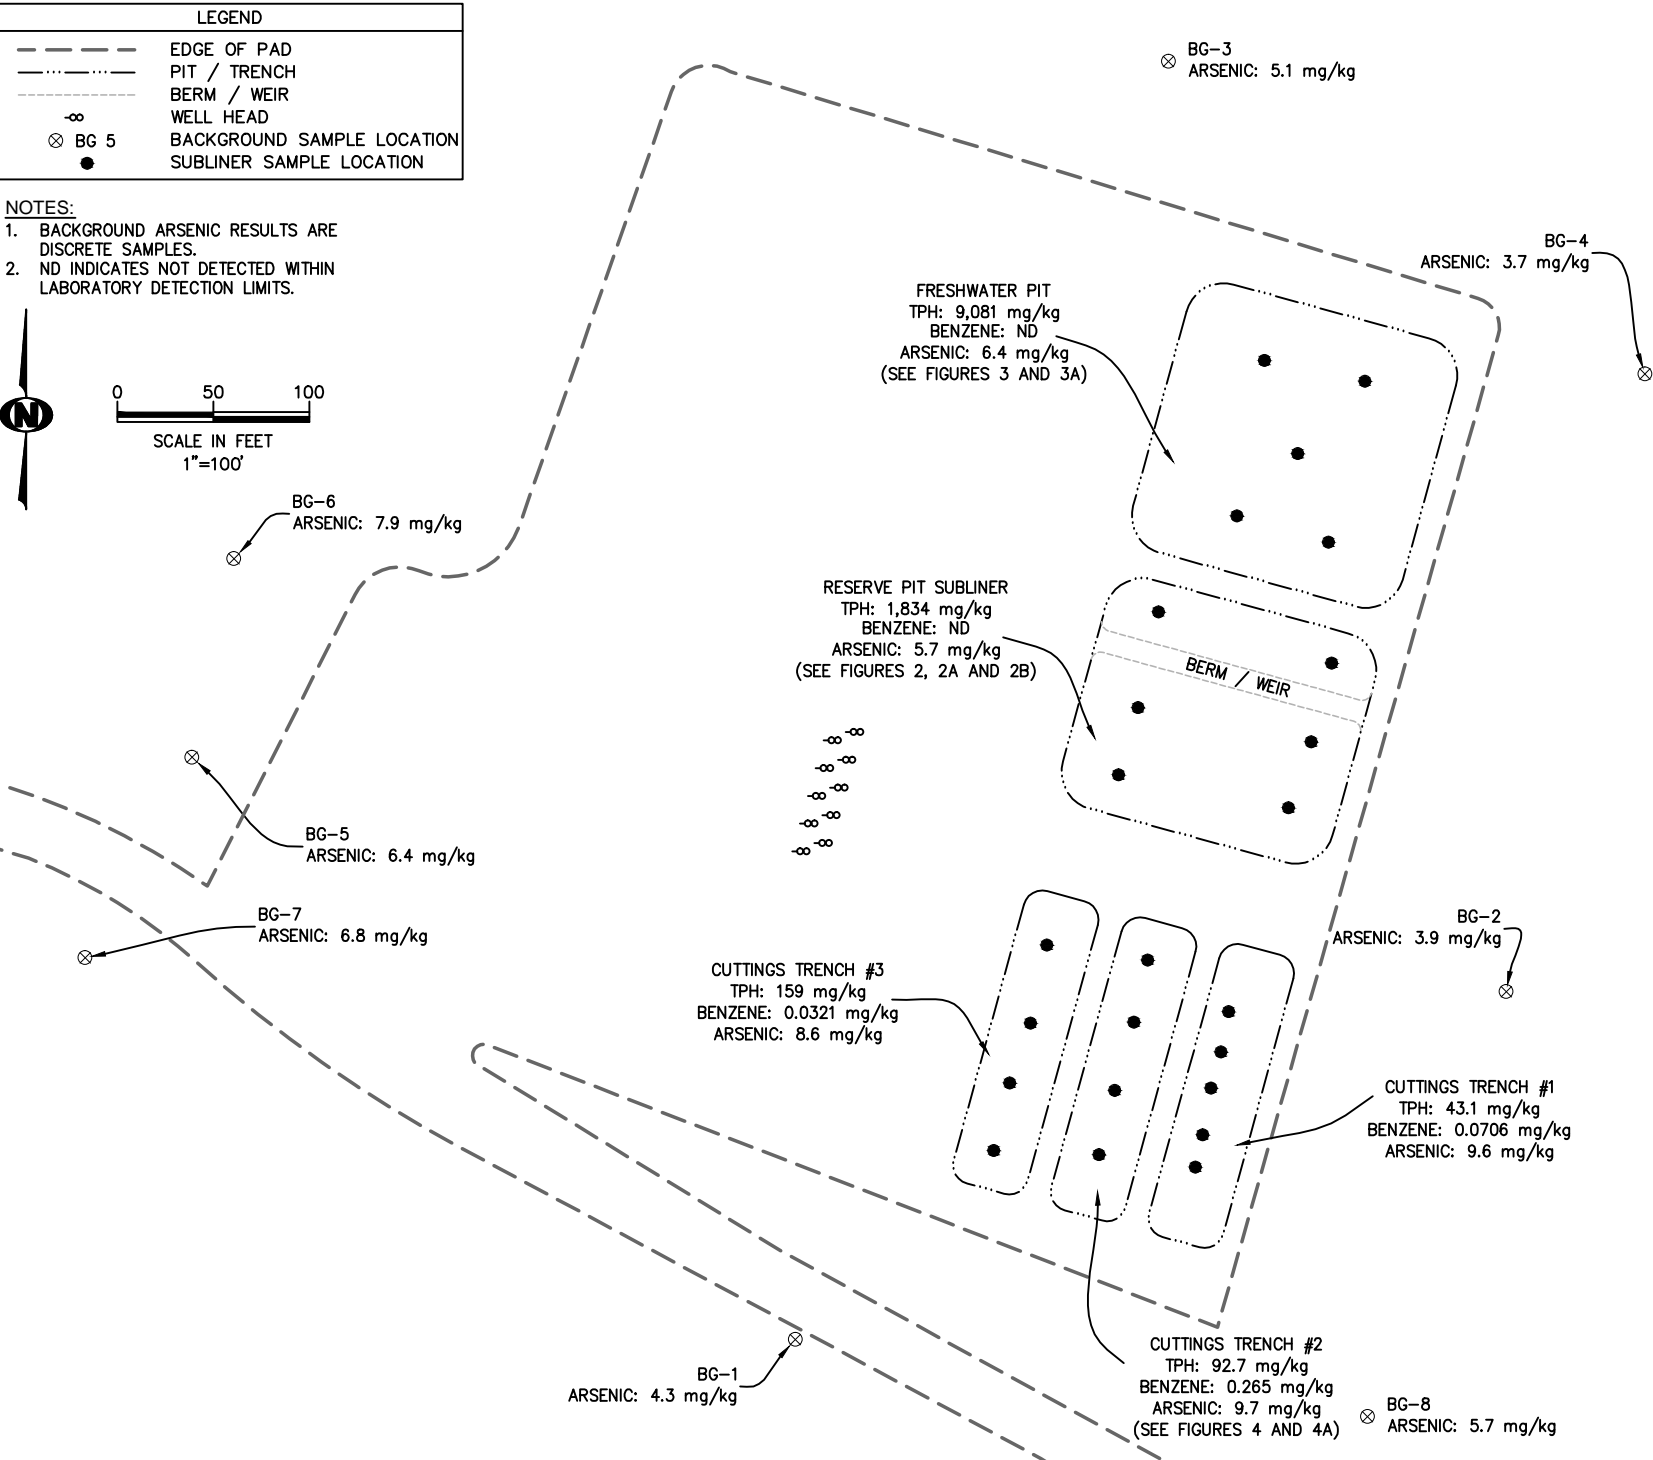 LEGEND
EDGE OF PAD
PIT / TRENCH
BERM / WEIR
WELL HEAD
BG 5 BACKGROUND SAMPLE LOCATION
SUBLINER SAMPLE LOCATION
NOTES:
1. BACKGROUND ARSENIC RESULTS ARE
DISCRETE SAMPLES.
2. ND INDICATES NOT DETECTED WITHIN
LABORATORY DETECTION LIMITS.
N
0 50 100
SCALE IN FEET
1"=100'
BG-3
ARSENIC: 5.1 mg/kg
BG-4
ARSENIC: 3.7 mg/kg
FRESHWATER PIT
TPH: 9,081 mg/kg
BENZENE: ND
ARSENIC: 6.4 mg/kg
(SEE FIGURES 3 AND 3A)
BG-6
ARSENIC: 7.9 mg/kg
RESERVE PIT SUBLINER
TPH: 1,834 mg/kg
BENZENE: ND
ARSENIC: 5.7 mg/kg
(SEE FIGURES 2, 2A AND 2B)
BERM / WEIR
BG-5
ARSENIC: 6.4 mg/kg
BG-7
ARSENIC: 6.8 mg/kg
BG-2
ARSENIC: 3.9 mg/kg
CUTTINGS TRENCH #3
TPH: 159 mg/kg
BENZENE: 0.0321 mg/kg
ARSENIC: 8.6 mg/kg
CUTTINGS TRENCH #1
TPH: 43.1 mg/kg
BENZENE: 0.0706 mg/kg
ARSENIC: 9.6 mg/kg
CUTTINGS TRENCH #2
TPH: 92.7 mg/kg
BENZENE: 0.265 mg/kg
ARSENIC: 9.7 mg/kg
(SEE FIGURES 4 AND 4A)
BG-1
ARSENIC: 4.3 mg/kg
BG-8
ARSENIC: 5.7 mg/kg